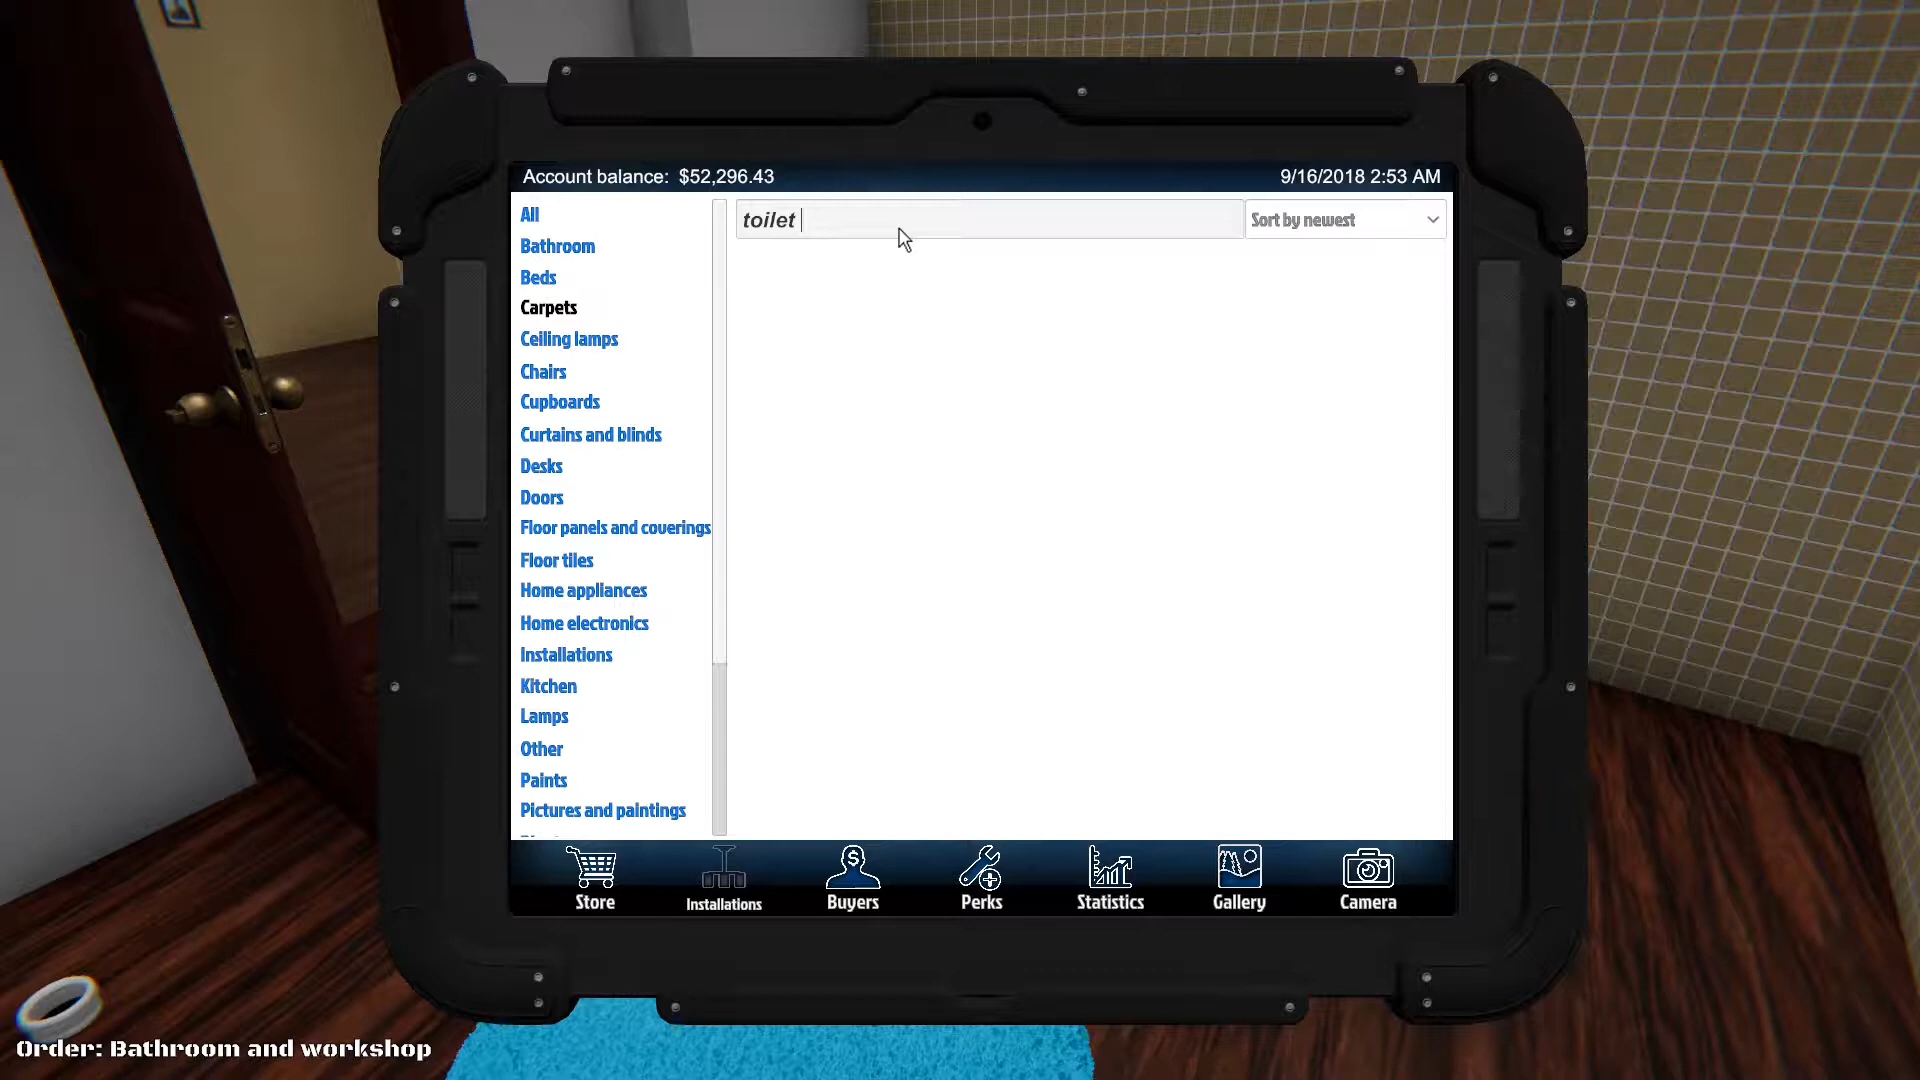 Account balance: $52,296.43
9/16/2018 2:53 AM
All
Bathroom
Beds
Carpets
Ceiling lamps
Chairs
Cupboards
Curtains and blinds
Desks
Doors
Floor panels and coverings
Floor tiles
Home appliances
Home electronics
Installations
Kitchen
Lamps
Other
Paints
Pictures and paintings
toilet
Sort by newest
Store
Installations
Buyers
Perks
Statistics
Gallery
Camera
Order: Bathroom and workshop